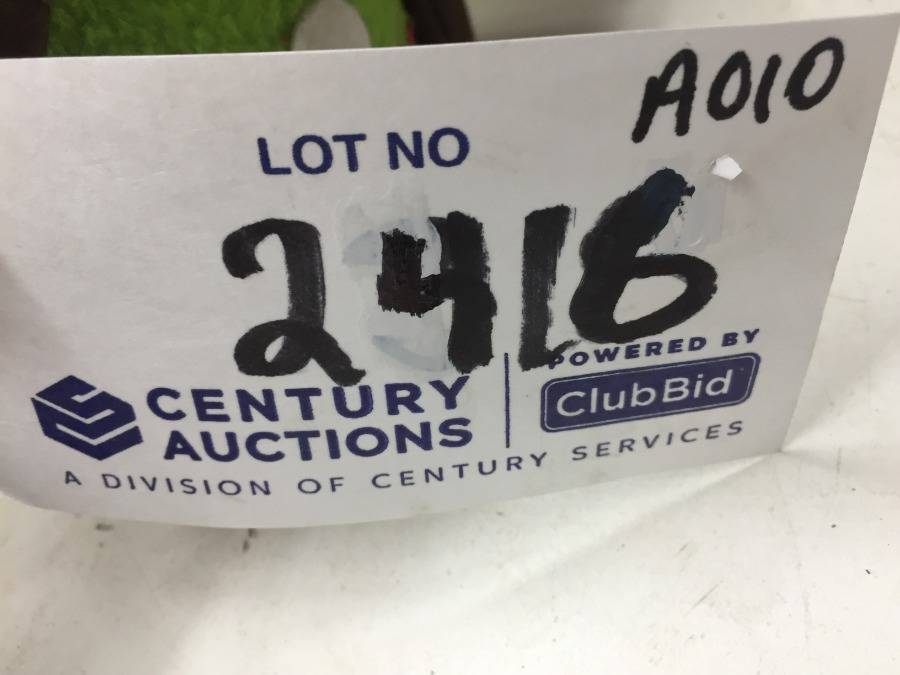 A010
LOT NO
2416
CENTURY
AUCTIONS
POWERED BY
ClubBid
A DIVISION OF CENTURY SERVICES